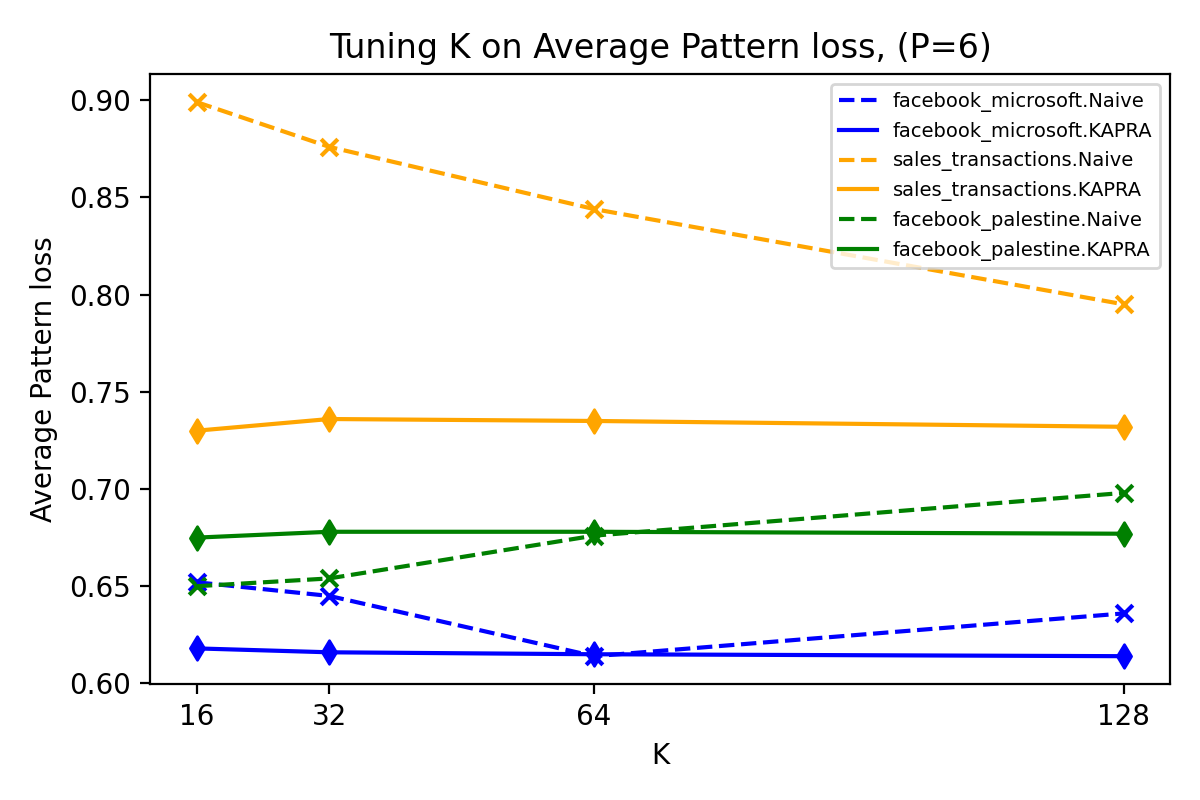 Tuning K on Average Pattern loss, (P=6)
0.90
0.85
0.80
0.75
0.70
0.65
0.60
Average Pattern loss
facebook_microsoft.Naive
facebook_microsoft.KAPRA
sales_transactions.Naive
sales_transactions.KAPRA
facebook_palestine.Naive
facebook_palestine.KAPRA
16 32 64 128
K